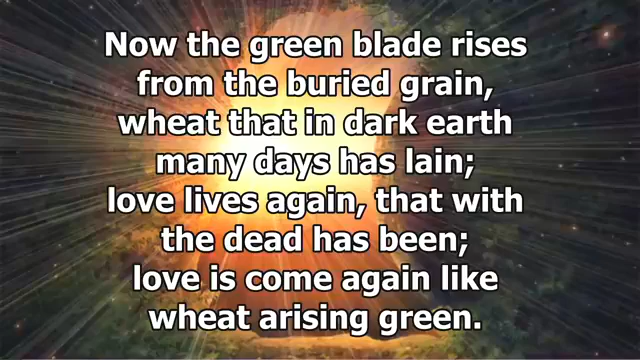 Now the green blade rises
from the buried grain,
wheat that in dark earth
many days has lain;
love lives again, that with
the dead has been;
love is come again like
wheat arising green.